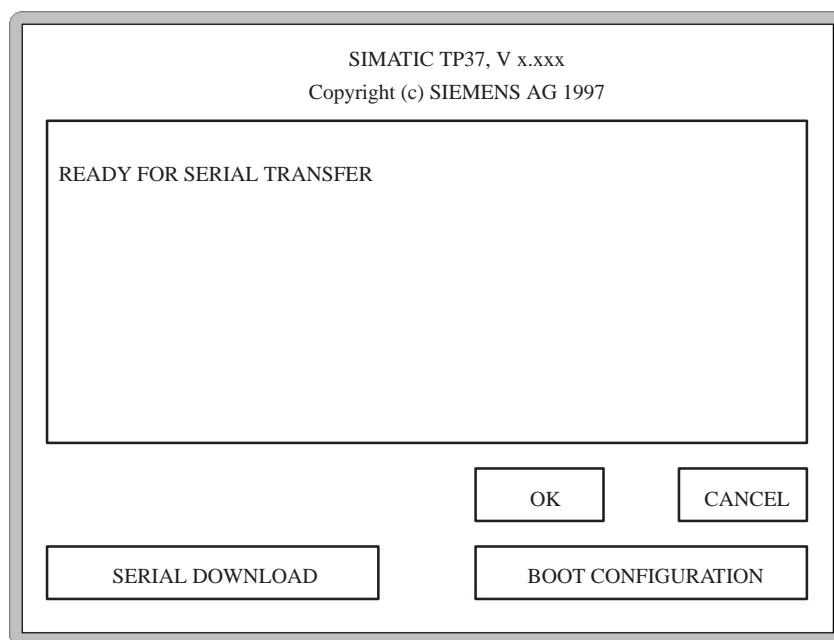 SIMATIC TP37, V x.xxx
Copyright (c) SIEMENS AG 1997
READY FOR SERIAL TRANSFER
OK
CANCEL
SERIAL DOWNLOAD
BOOT CONFIGURATION